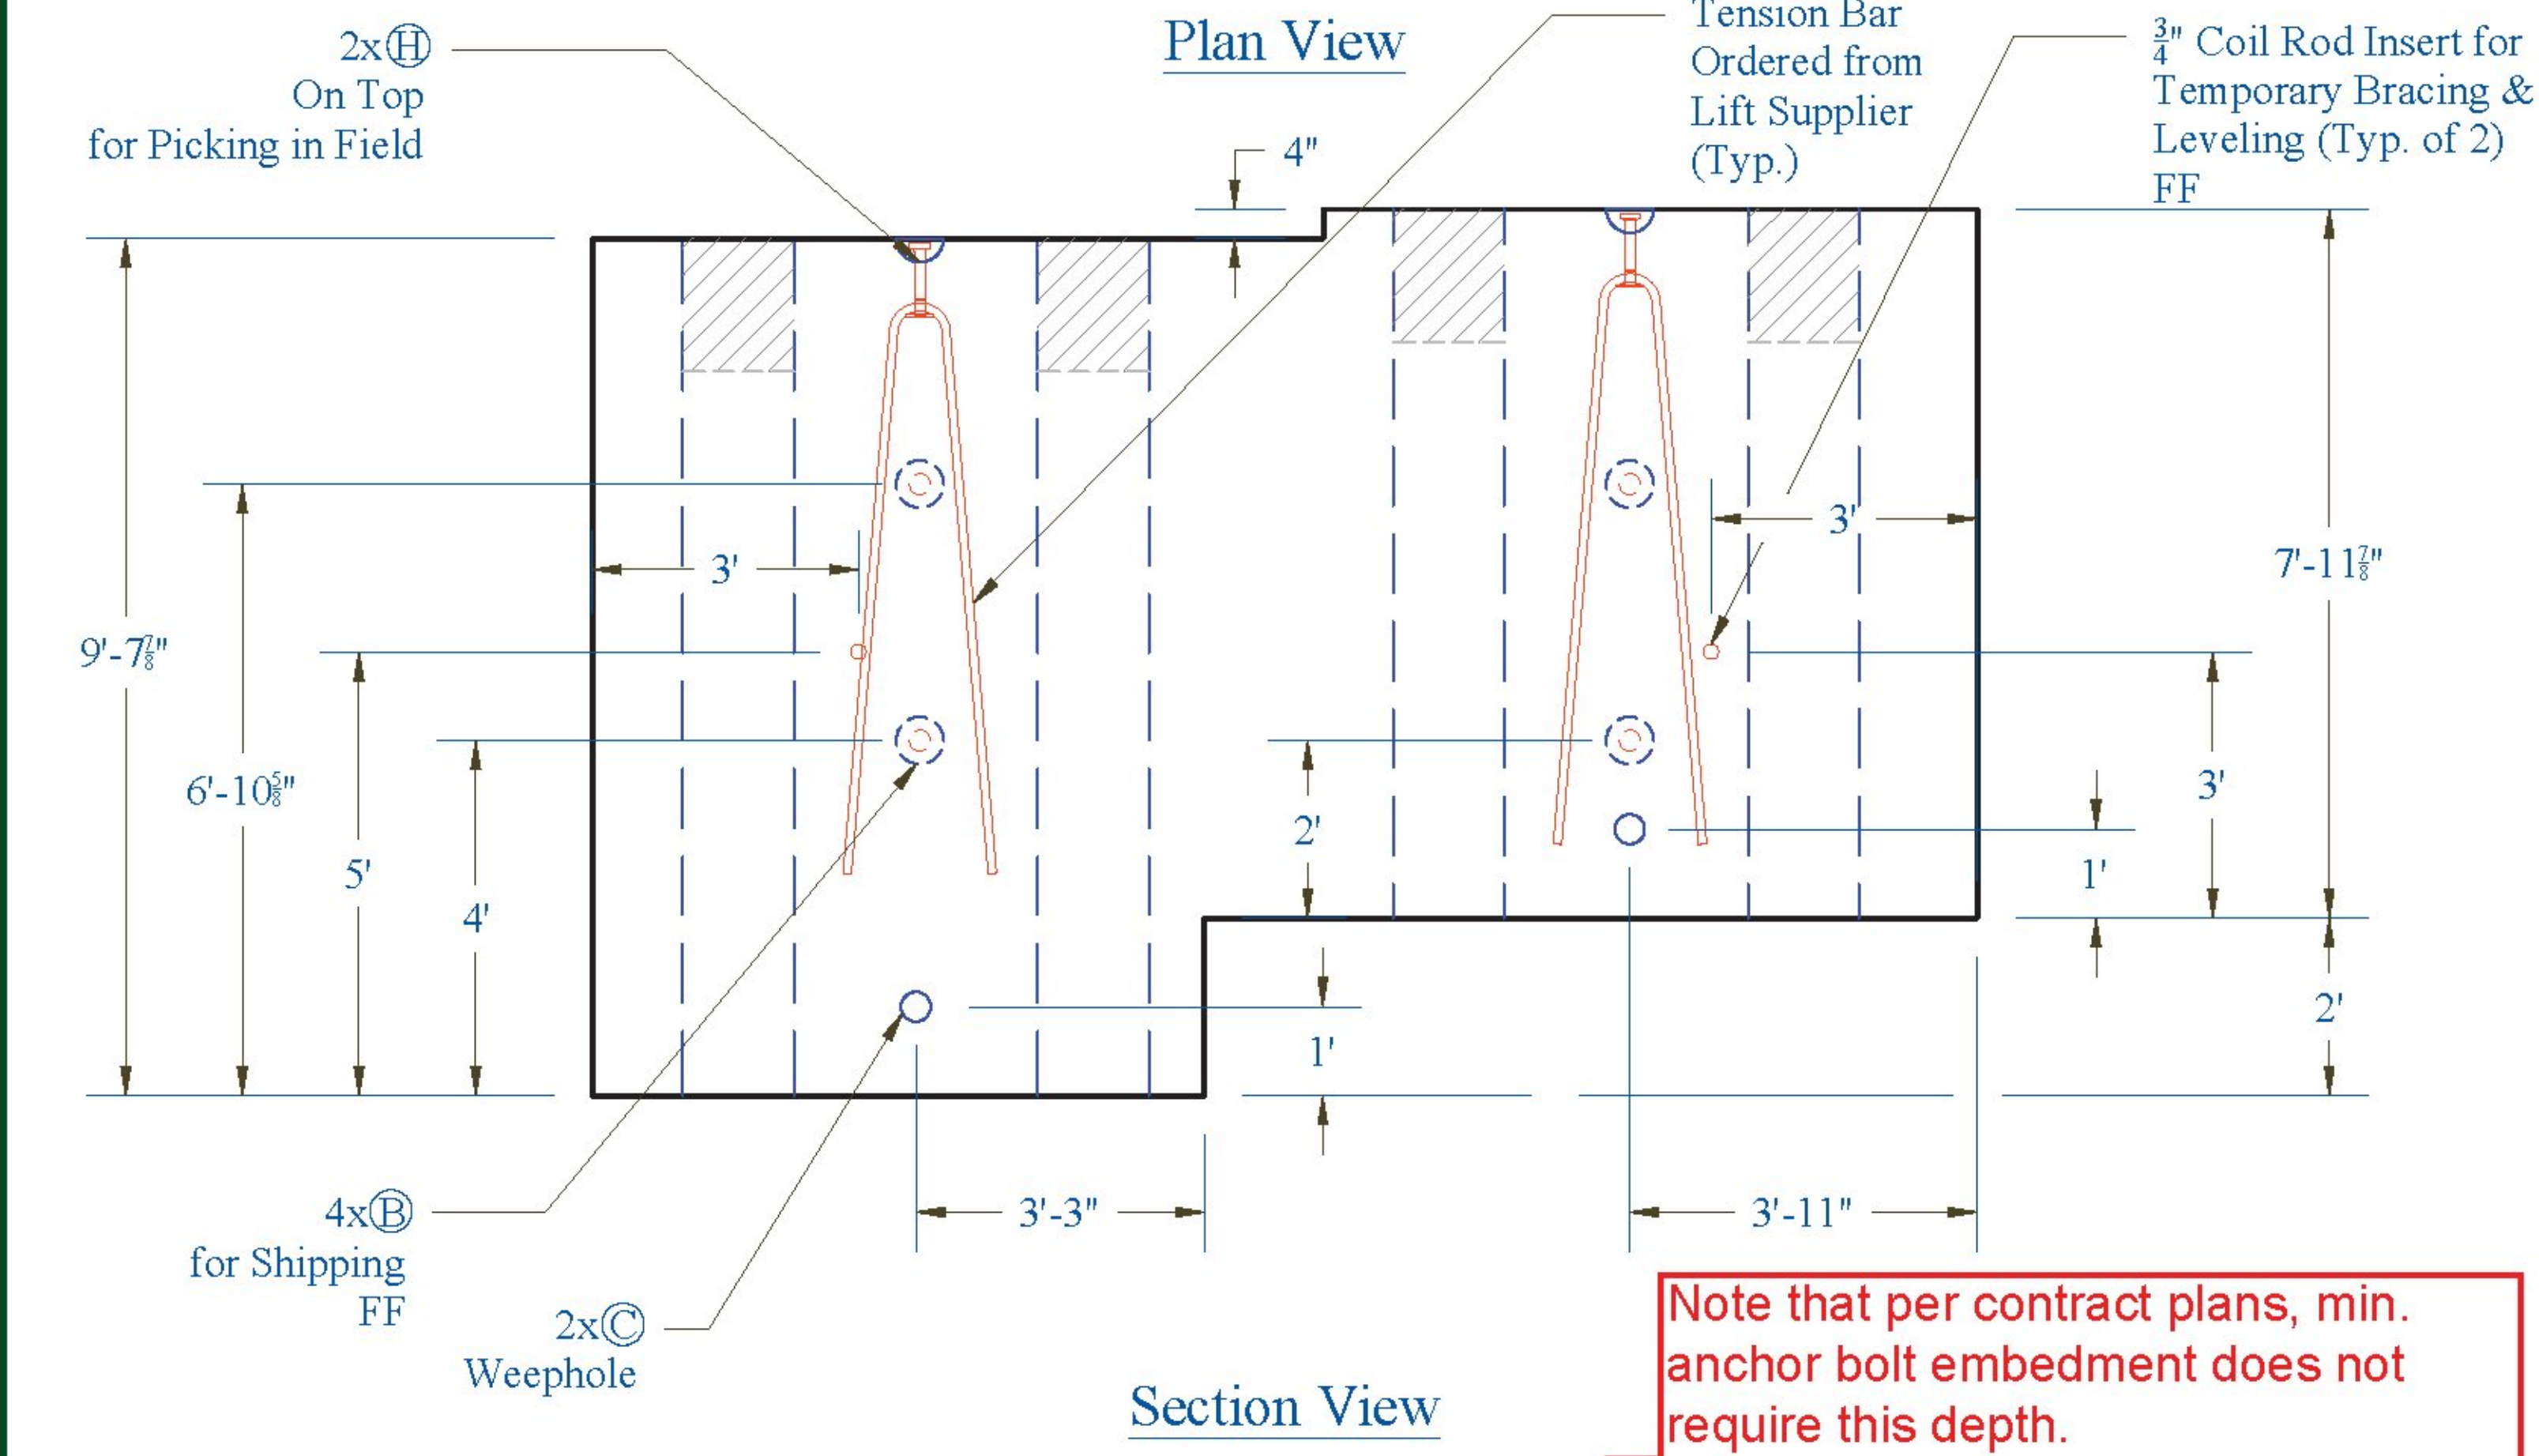 Plan View
2x Ⓗ
On Top
for Picking in Field
Tension Bar
Ordered from
Lift Supplier
(Typ.)
¾" Coil Rod Insert for
Temporary Bracing &
Leveling (Typ. of 2)
FF
4"
3'
3'
9'-7⅞"
6'-10⅝"
5'
4'
2'
1'
7'-11⅞"
3'
1'
2'
3'-3"
3'-11"
4xⒷ
for Shipping
FF
2xⒸ
Weephole
Section View
Note that per contract plans, min.
anchor bolt embedment does not
require this depth.